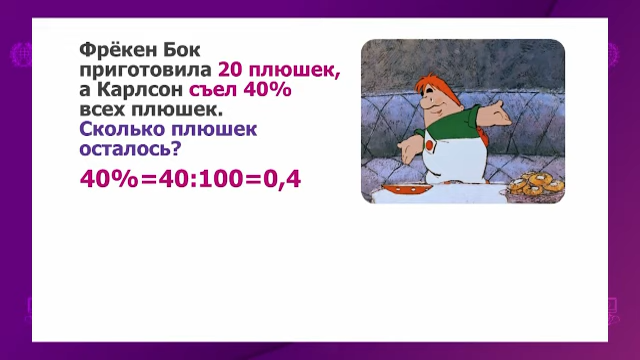 Фрёкен Бок
приготовила 20 плюшек,
а Карлсон съел 40%
всех плюшек.
Сколько плюшек
осталось?
40%=40:100=0,4